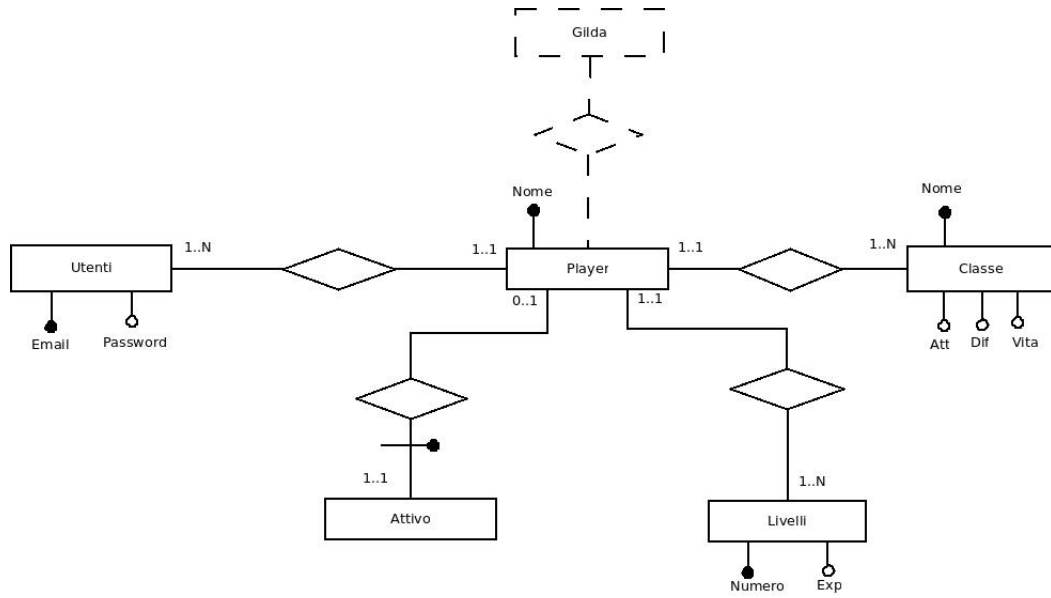 Gilda
Nome
Nome
1..N
1..1
1..1
1..N
Utenti
Player
Classe
0..1
1..1
Email
Password
Att
Dif
Vita
1..1
1..N
Attivo
Livelli
Numero
Exp